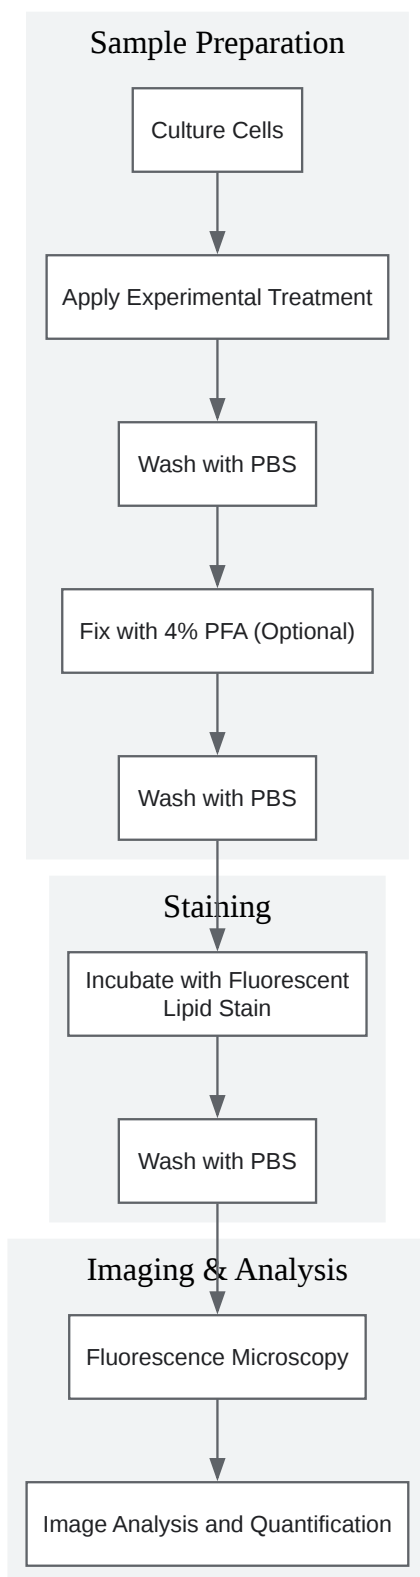 Sample Preparation
Culture Cells
Apply Experimental Treatment
Wash with PBS
Fix with 4% PFA (Optional)
Wash with PBS
Staining
Incubate with Fluorescent
Lipid Stain
Wash with PBS
Imaging & Analysis
Fluorescence Microscopy
Image Analysis and Quantification